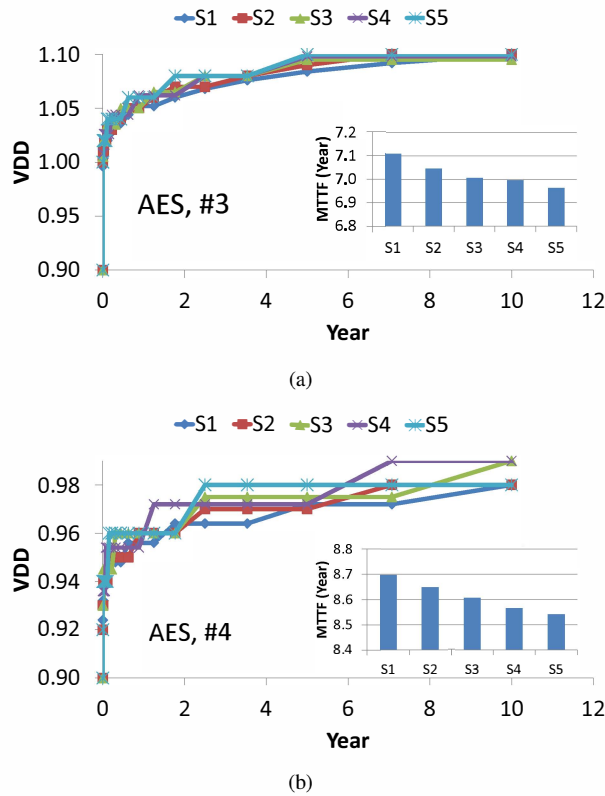 S1 S2 S3 S4 S5
1.10
1.05
1.00
0.95
0.90
VDD
AES, #3
MTTF (Year)
7.2
7.1
7.0
6.9
6.8
S1 S2 S3 S4 S5
0 2 4 6 8 10 12
Year
(a)
S1 S2 S3 S4 S5
0.98
0.96
0.94
0.92
0.90
VDD
AES, #4
MTTF (Year)
8.8
8.7
8.6
8.5
8.4
S1 S2 S3 S4 S5
0 2 4 6 8 10 12
Year
(b)